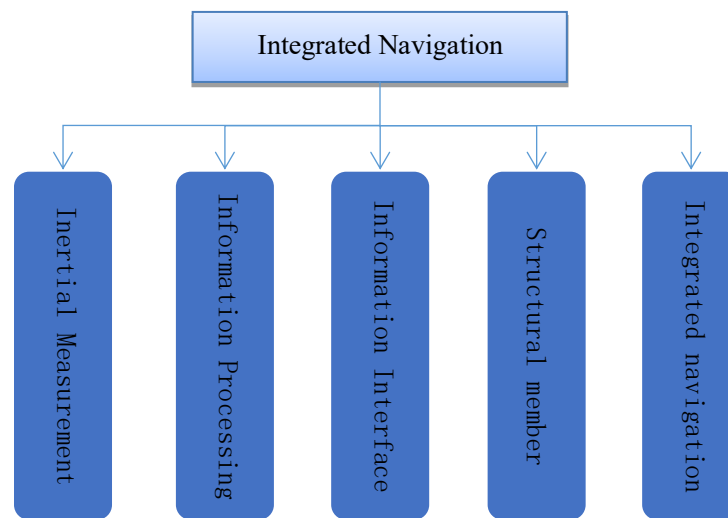 Integrated Navigation
Inertial Measurement
Information Processing
Information Interface
Structural member
Integrated navigation